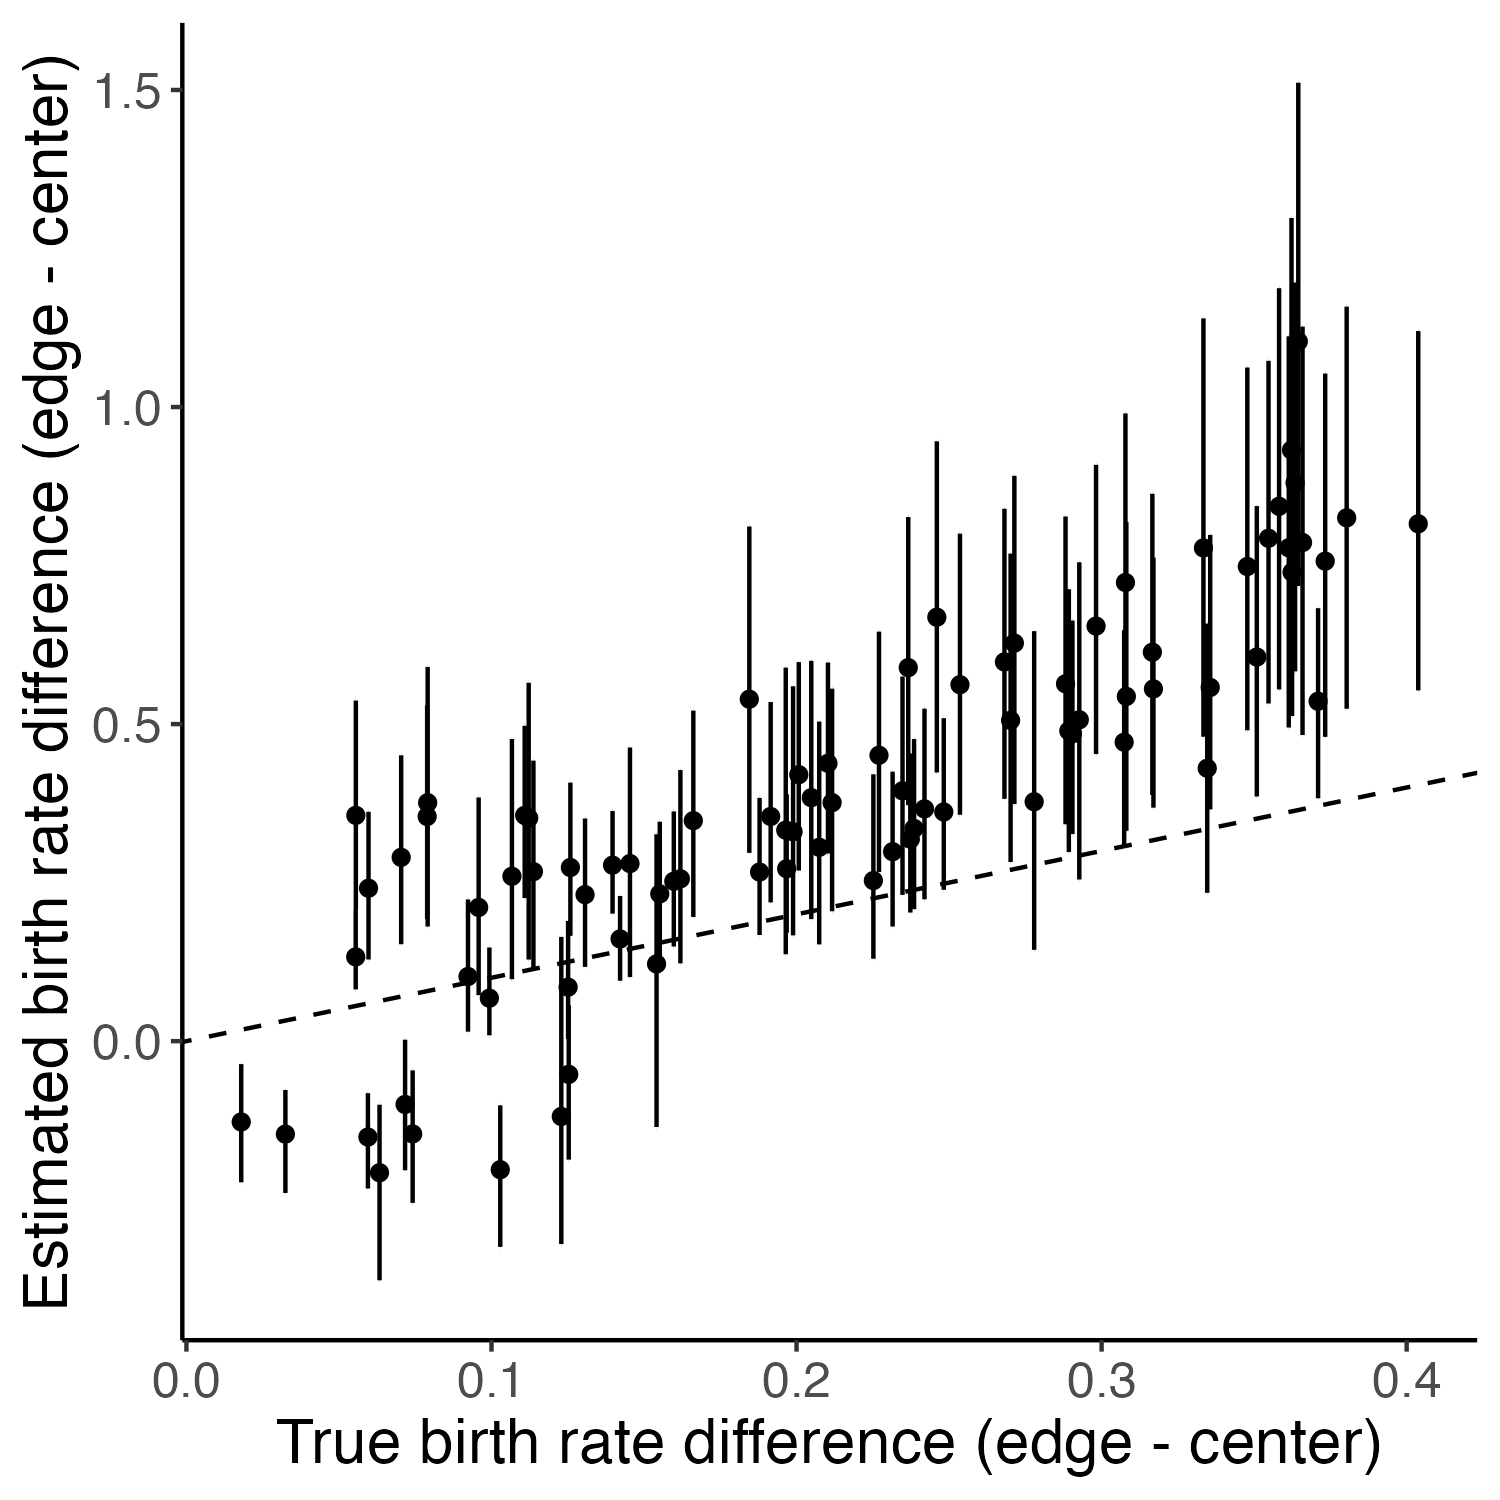 Estimated birth rate difference (edge - center)
1.5
1.0
0.5
0.0
0.0 0.1 0.2 0.3 0.4
True birth rate difference (edge - center)